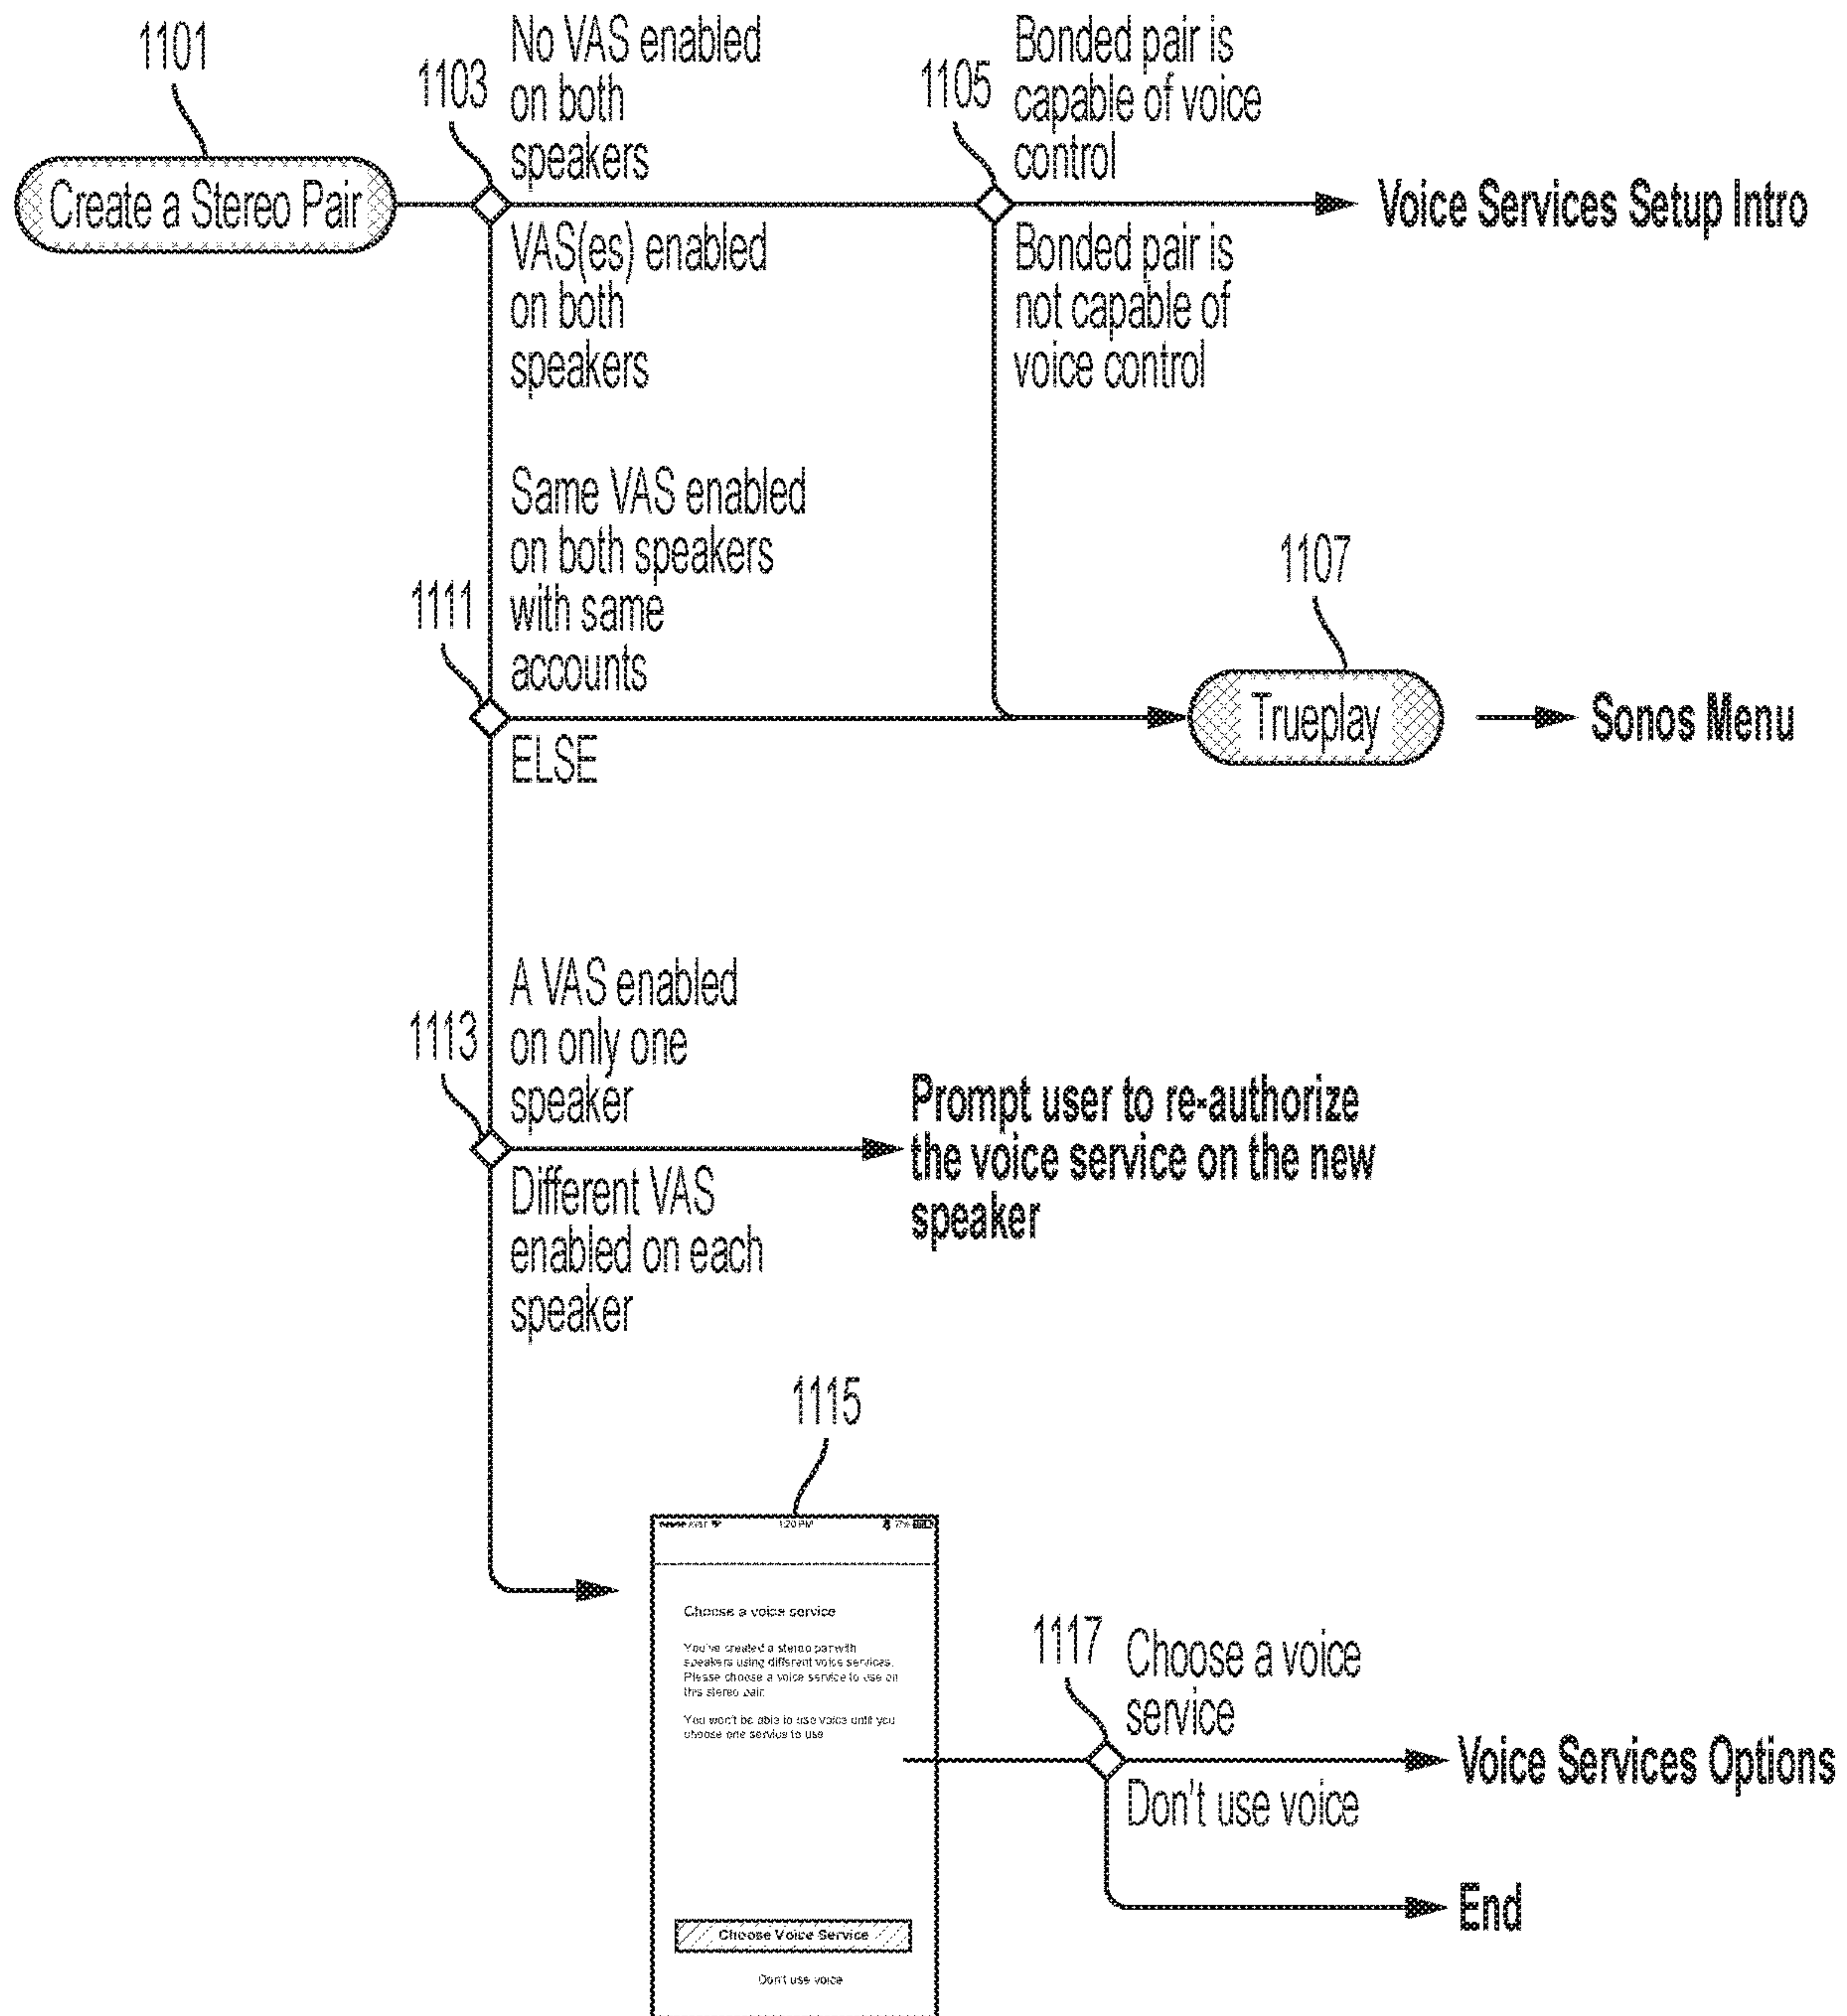 1101
1103
No VAS enabled
on both
speakers
1105
Bonded pair is
capable of voice
control
Create a Stereo Pair
Voice Services Setup Intro
VAS(es) enabled
on both
speakers
Bonded pair is
not capable of
voice control
Same VAS enabled
on both speakers
with same
accounts
1111
1107
Trueplay
Sonos Menu
ELSE
A VAS enabled
on only one
speaker
1113
Prompt user to re-authorize
the voice service on the new
speaker
Different VAS
enabled on each
speaker
1115
1:20 PM
Choose a voice service
You've created a stereo pair with
speakers using different voice services.
Please choose a voice service to use on
this stereo pair.
You won't be able to use voice until you
choose one service to use
1117
Choose a voice
service
Voice Services Options
Don't use voice
End
Choose Voice Service
Don't use voice